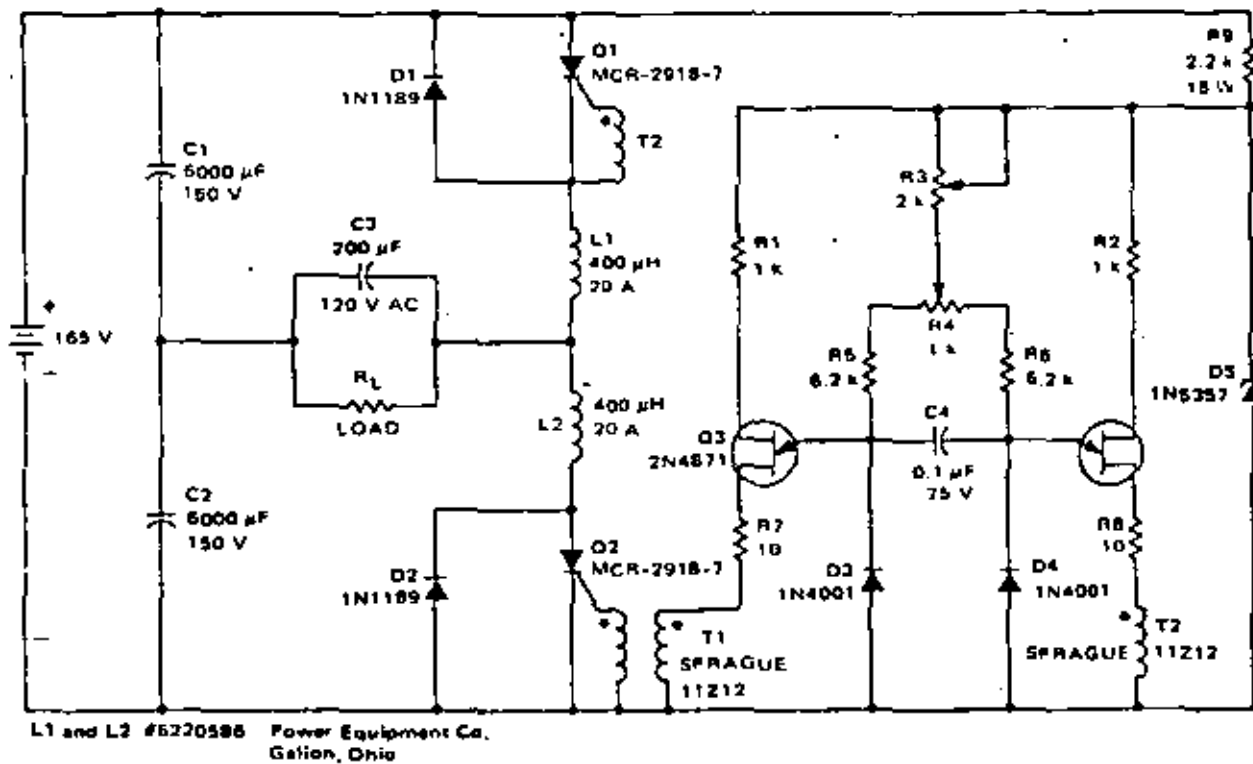 R9
2.2 k
18 W
Q1
MCR-2918-7
D1
1N1189
T2
C1
6000 µF
150 V
C3
200 µF
120 V AC
L1
400 µH
20 A
R3
2 k
R1
1 k
R2
1 k
R4
1 k
165 V
+
−
RL
LOAD
R5
6.2 k
R6
6.2 k
D5
1N5357
400 µH
20 A
L2
Q3
2N4871
C4
0.1 µF
75 V
C2
6000 µF
150 V
Q2
MCR-2918-7
R7
10
R8
10
D2
1N1189
D3
1N4001
D4
1N4001
T1
SPRAGUE
11Z12
T2
SPRAGUE 11Z12
L1 and L2 #6220586 Power Equipment Co.
Galion, Ohio